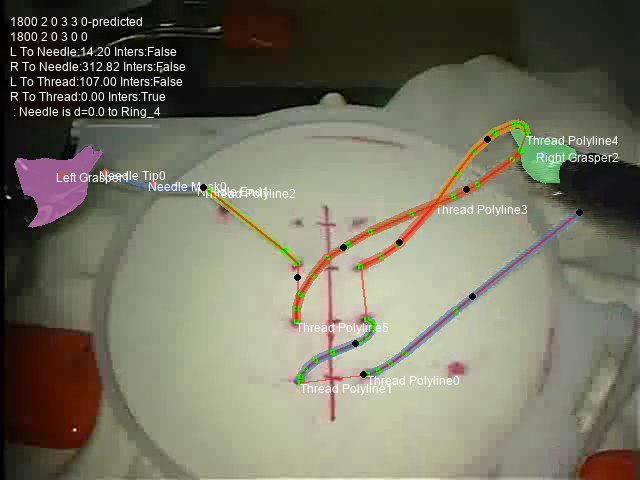 1800 2 0 3 3 0-predicted
1800 2 0 3 0 0
L To Needle:14.20 Inters:False
R To Needle:312.82 Inters:False
L To Thread:107.00 Inters:False
R To Thread:0.00 Inters:True
: Needle is d=0.0 to Ring_4
Thread Polyline4
Right Grasper2
Needle Tip0
Left Grasper
Thread Polyline2
Thread Polyline3
Thread Polyline5
Thread Polyline0
Thread Polyline1